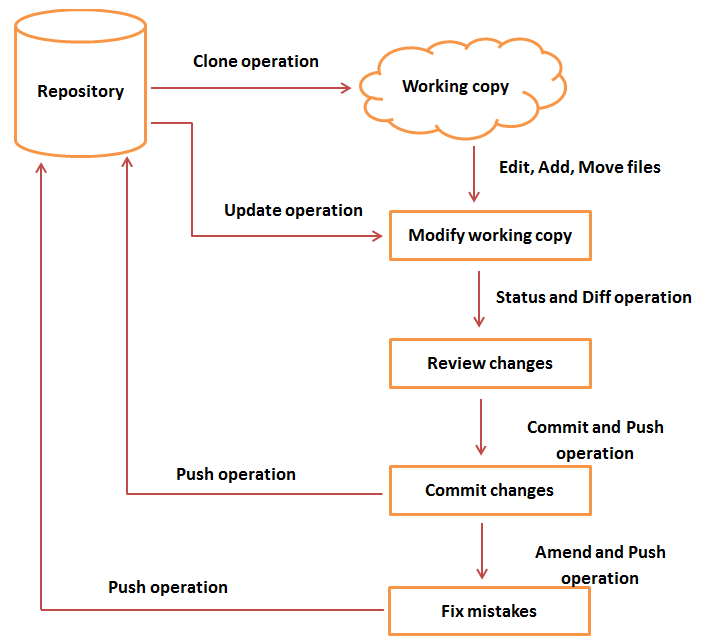 Clone operation
Repository
Working copy
Edit, Add, Move files
Update operation
Modify working copy
Status and Diff operation
Review changes
Commit and Push
operation
Push operation
Commit changes
Amend and Push
operation
Push operation
Fix mistakes